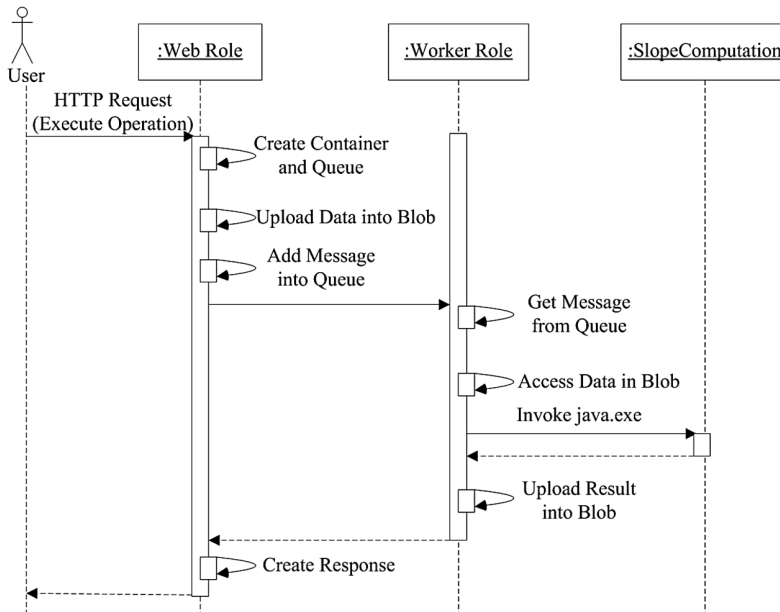 :Web Role
:Worker Role
:SlopeComputation
User
HTTP Request
(Execute Operation)
Create Container
and Queue
Upload Data into Blob
Add Message
into Queue
Get Message
from Queue
Access Data in Blob
Invoke java.exe
Upload Result
into Blob
Create Response